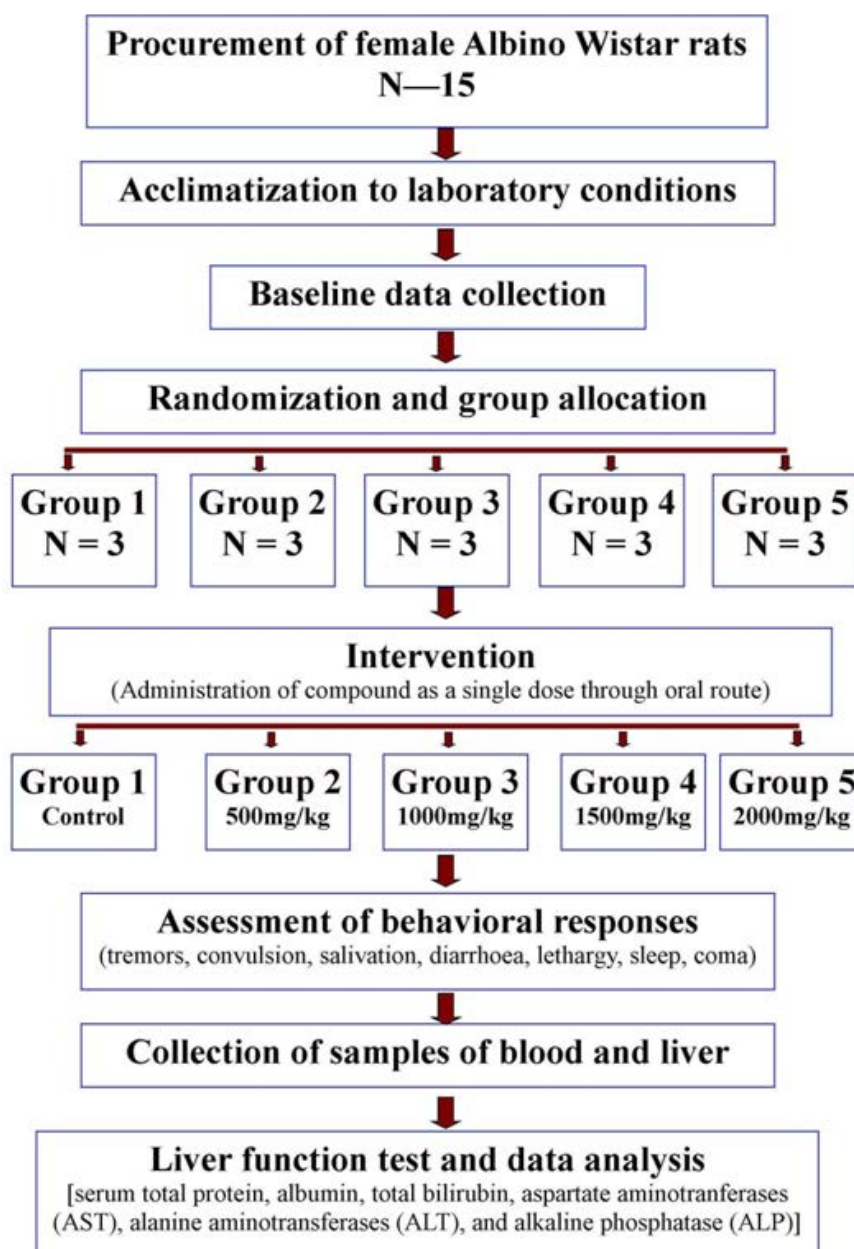 Procurement of female Albino Wistar rats
N—15
Acclimatization to laboratory conditions
Baseline data collection
Randomization and group allocation
Group 1
N = 3
Group 2
N = 3
Group 3
N = 3
Group 4
N = 3
Group 5
N = 3
Intervention
(Administration of compound as a single dose through oral route)
Group 1
Control
Group 2
500mg/kg
Group 3
1000mg/kg
Group 4
1500mg/kg
Group 5
2000mg/kg
Assessment of behavioral responses
(tremors, convulsion, salivation, diarrhoea, lethargy, sleep, coma)
Collection of samples of blood and liver
Liver function test and data analysis
[serum total protein, albumin, total bilirubin, aspartate aminotranferases
(AST), alanine aminotransferases (ALT), and alkaline phosphatase (ALP)]